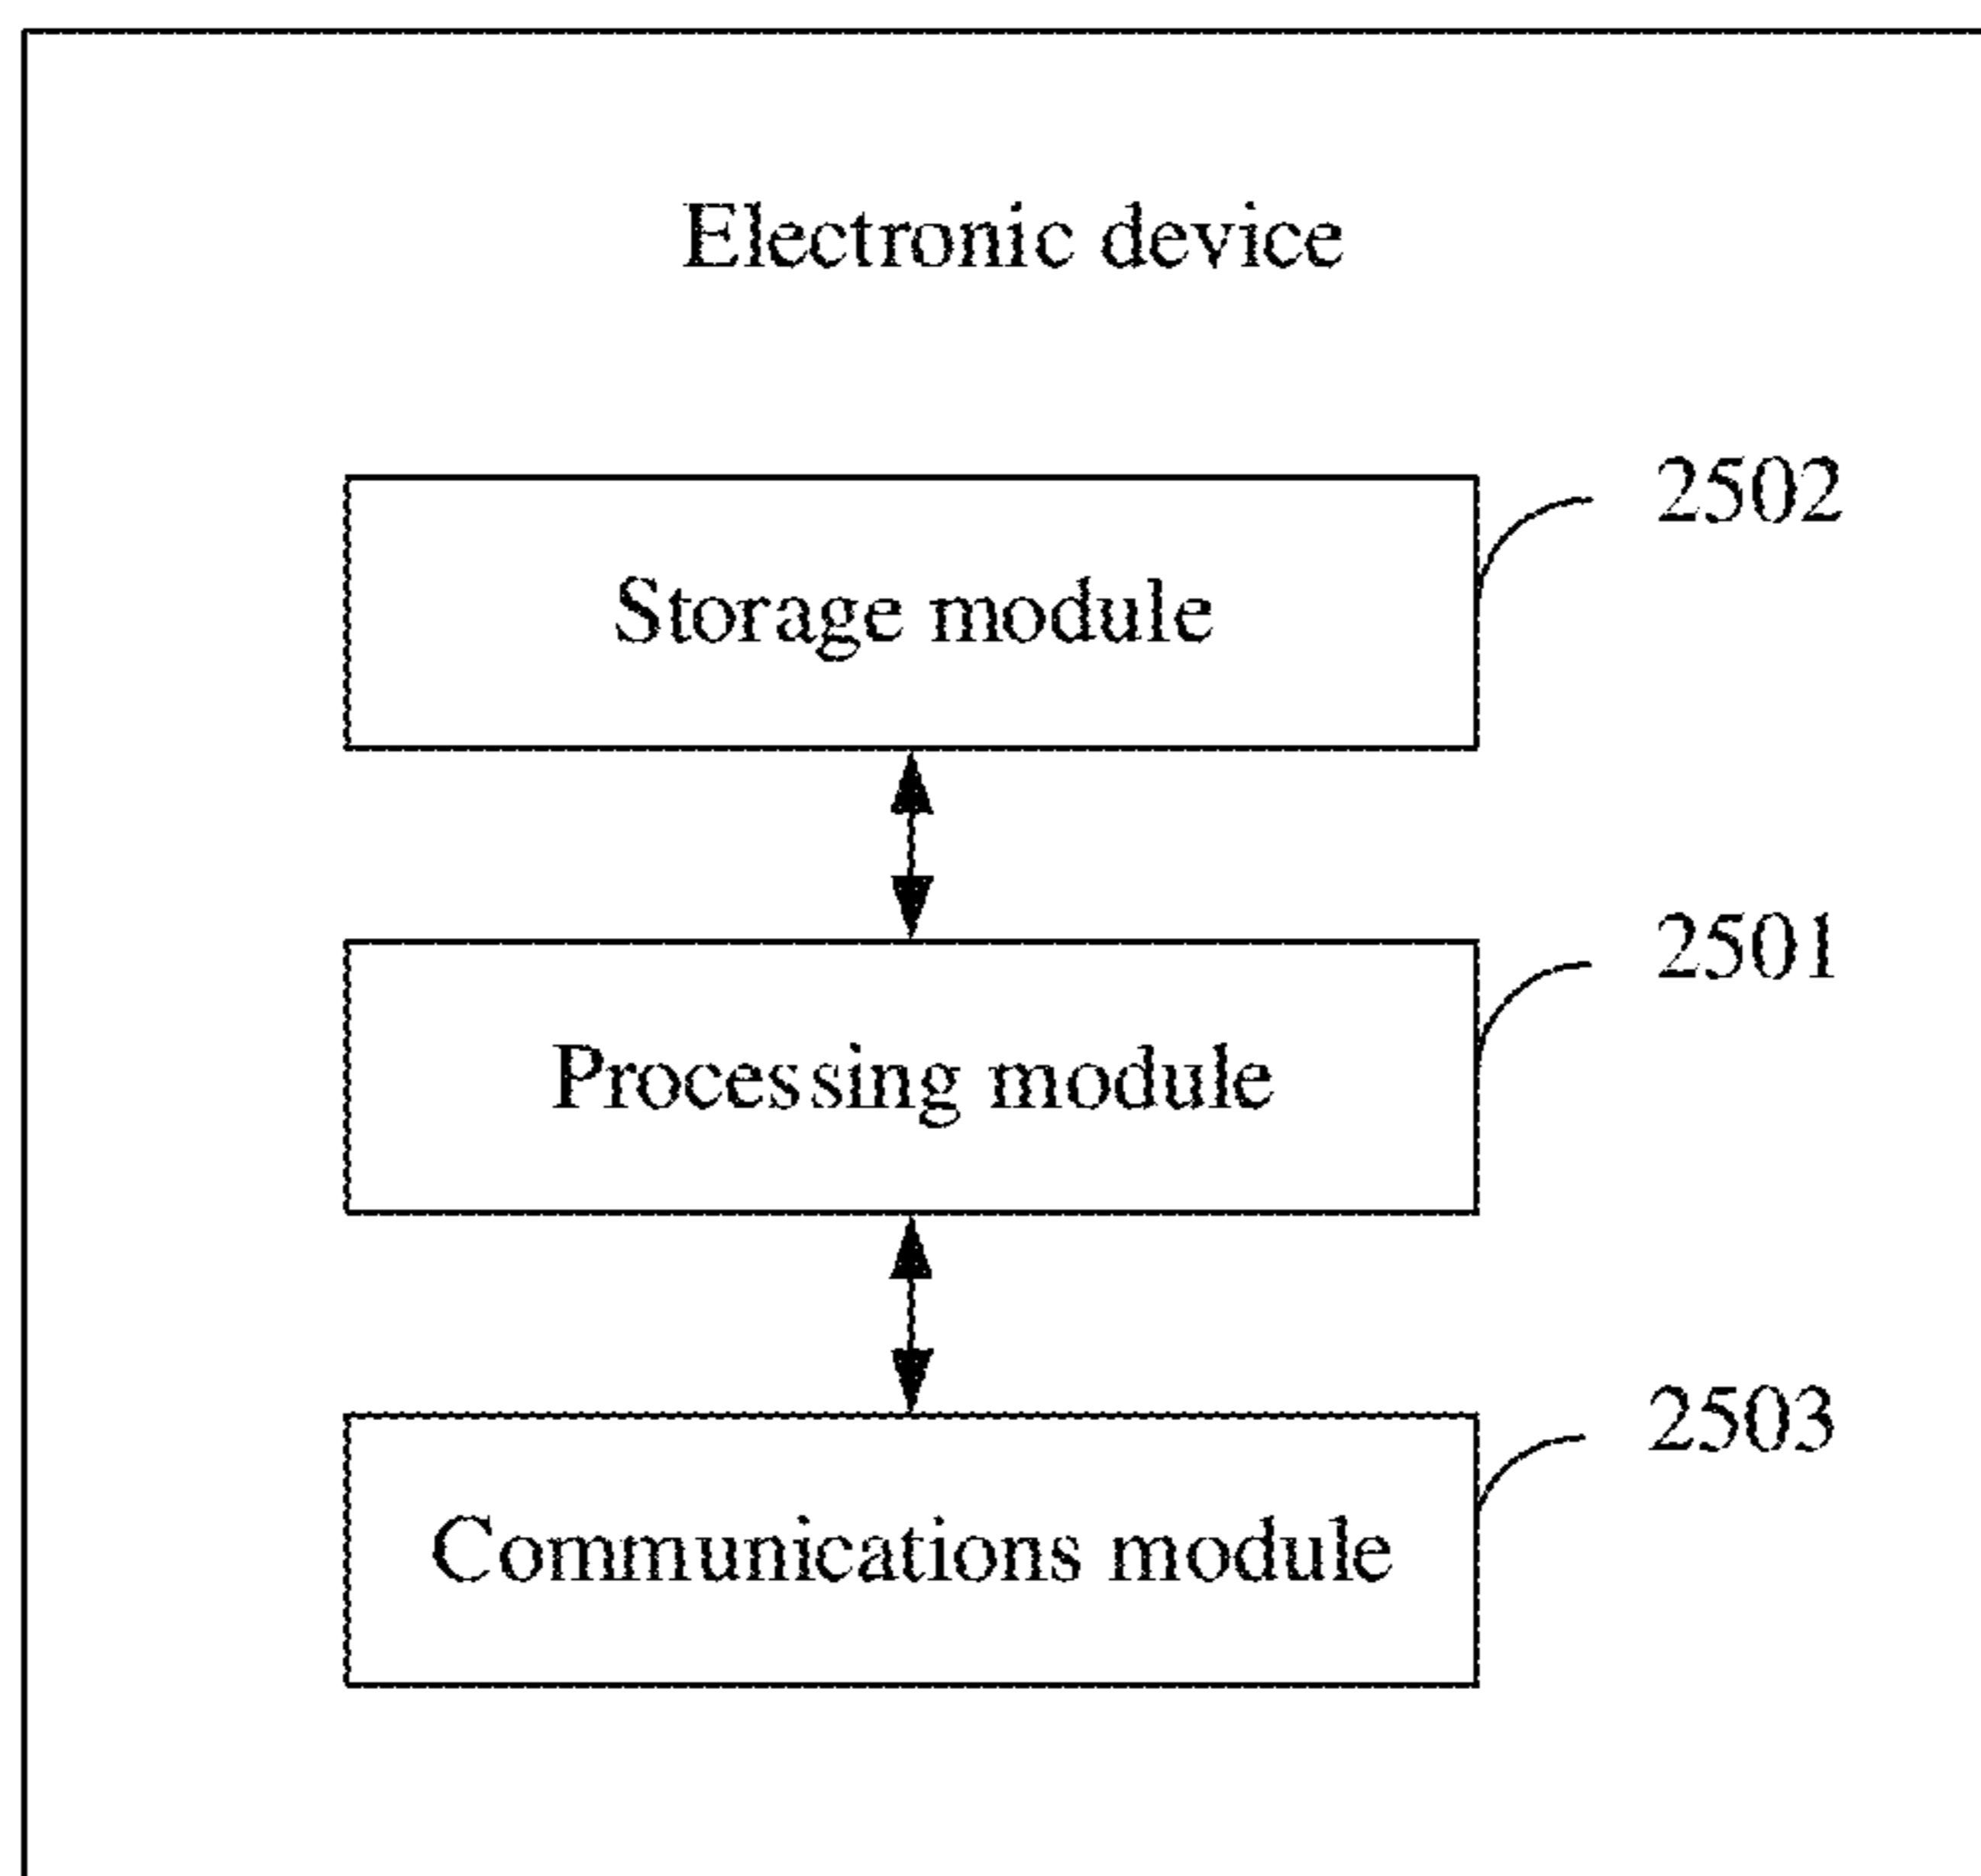 Electronic device
2502
Storage module
2501
Processing module
2503
Communications module